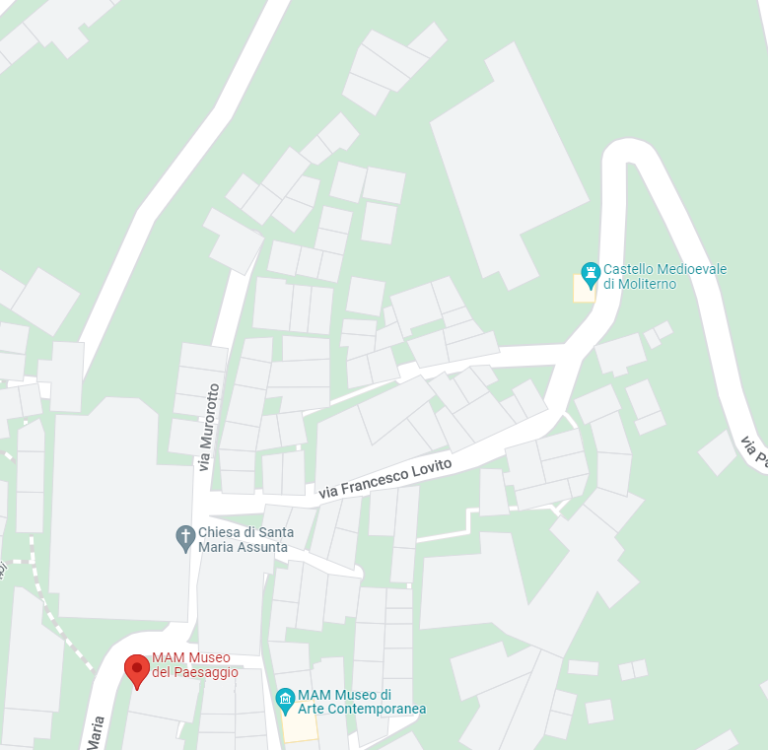 Castello Medioevale
di Moliterno
via Murorotto
via Francesco Lovito
Chiesa di Santa
Maria Assunta
MAM Museo
del Paesaggio
MAM Museo di
Arte Contemporanea
Maria